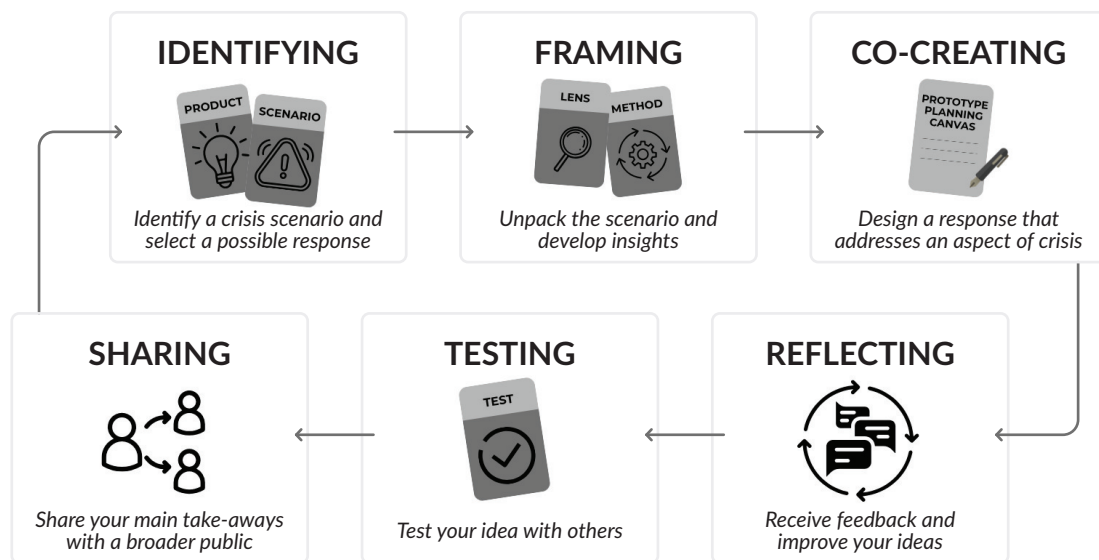 IDENTIFYING
PRODUCT
SCENARIO
Identify a crisis scenario and
select a possible response
FRAMING
LENS
METHOD
Unpack the scenario and
develop insights
CO-CREATING
PROTOTYPE
PLANNING
CANVAS
Design a response that
addresses an aspect of crisis
REFLECTING
Receive feedback and
improve your ideas
TESTING
TEST
Test your idea with others
SHARING
Share your main take-aways
with a broader public